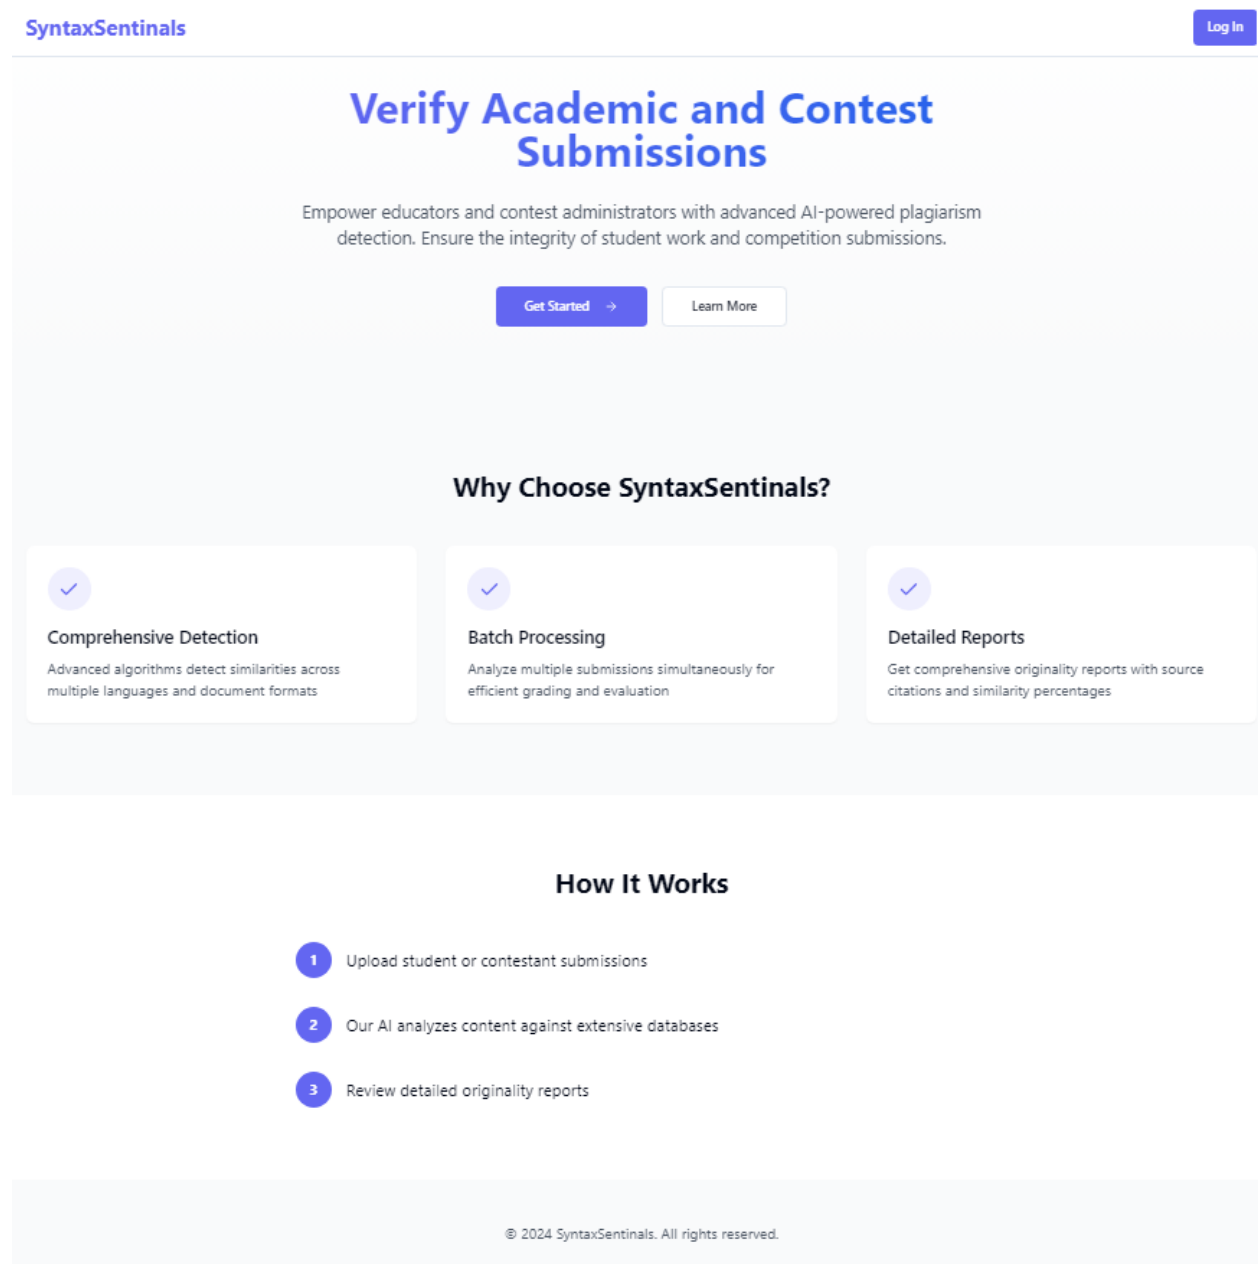 SyntaxSentinals
Log In
Verify Academic and Contest
Submissions
Empower educators and contest administrators with advanced AI-powered plagiarism
detection. Ensure the integrity of student work and competition submissions.
Get Started →
Learn More
Why Choose SyntaxSentinals?
Comprehensive Detection
Advanced algorithms detect similarities across
multiple languages and document formats
Batch Processing
Analyze multiple submissions simultaneously for
efficient grading and evaluation
Detailed Reports
Get comprehensive originality reports with source
citations and similarity percentages
How It Works
1 Upload student or contestant submissions
2 Our AI analyzes content against extensive databases
3 Review detailed originality reports
© 2024 SyntaxSentinals. All rights reserved.